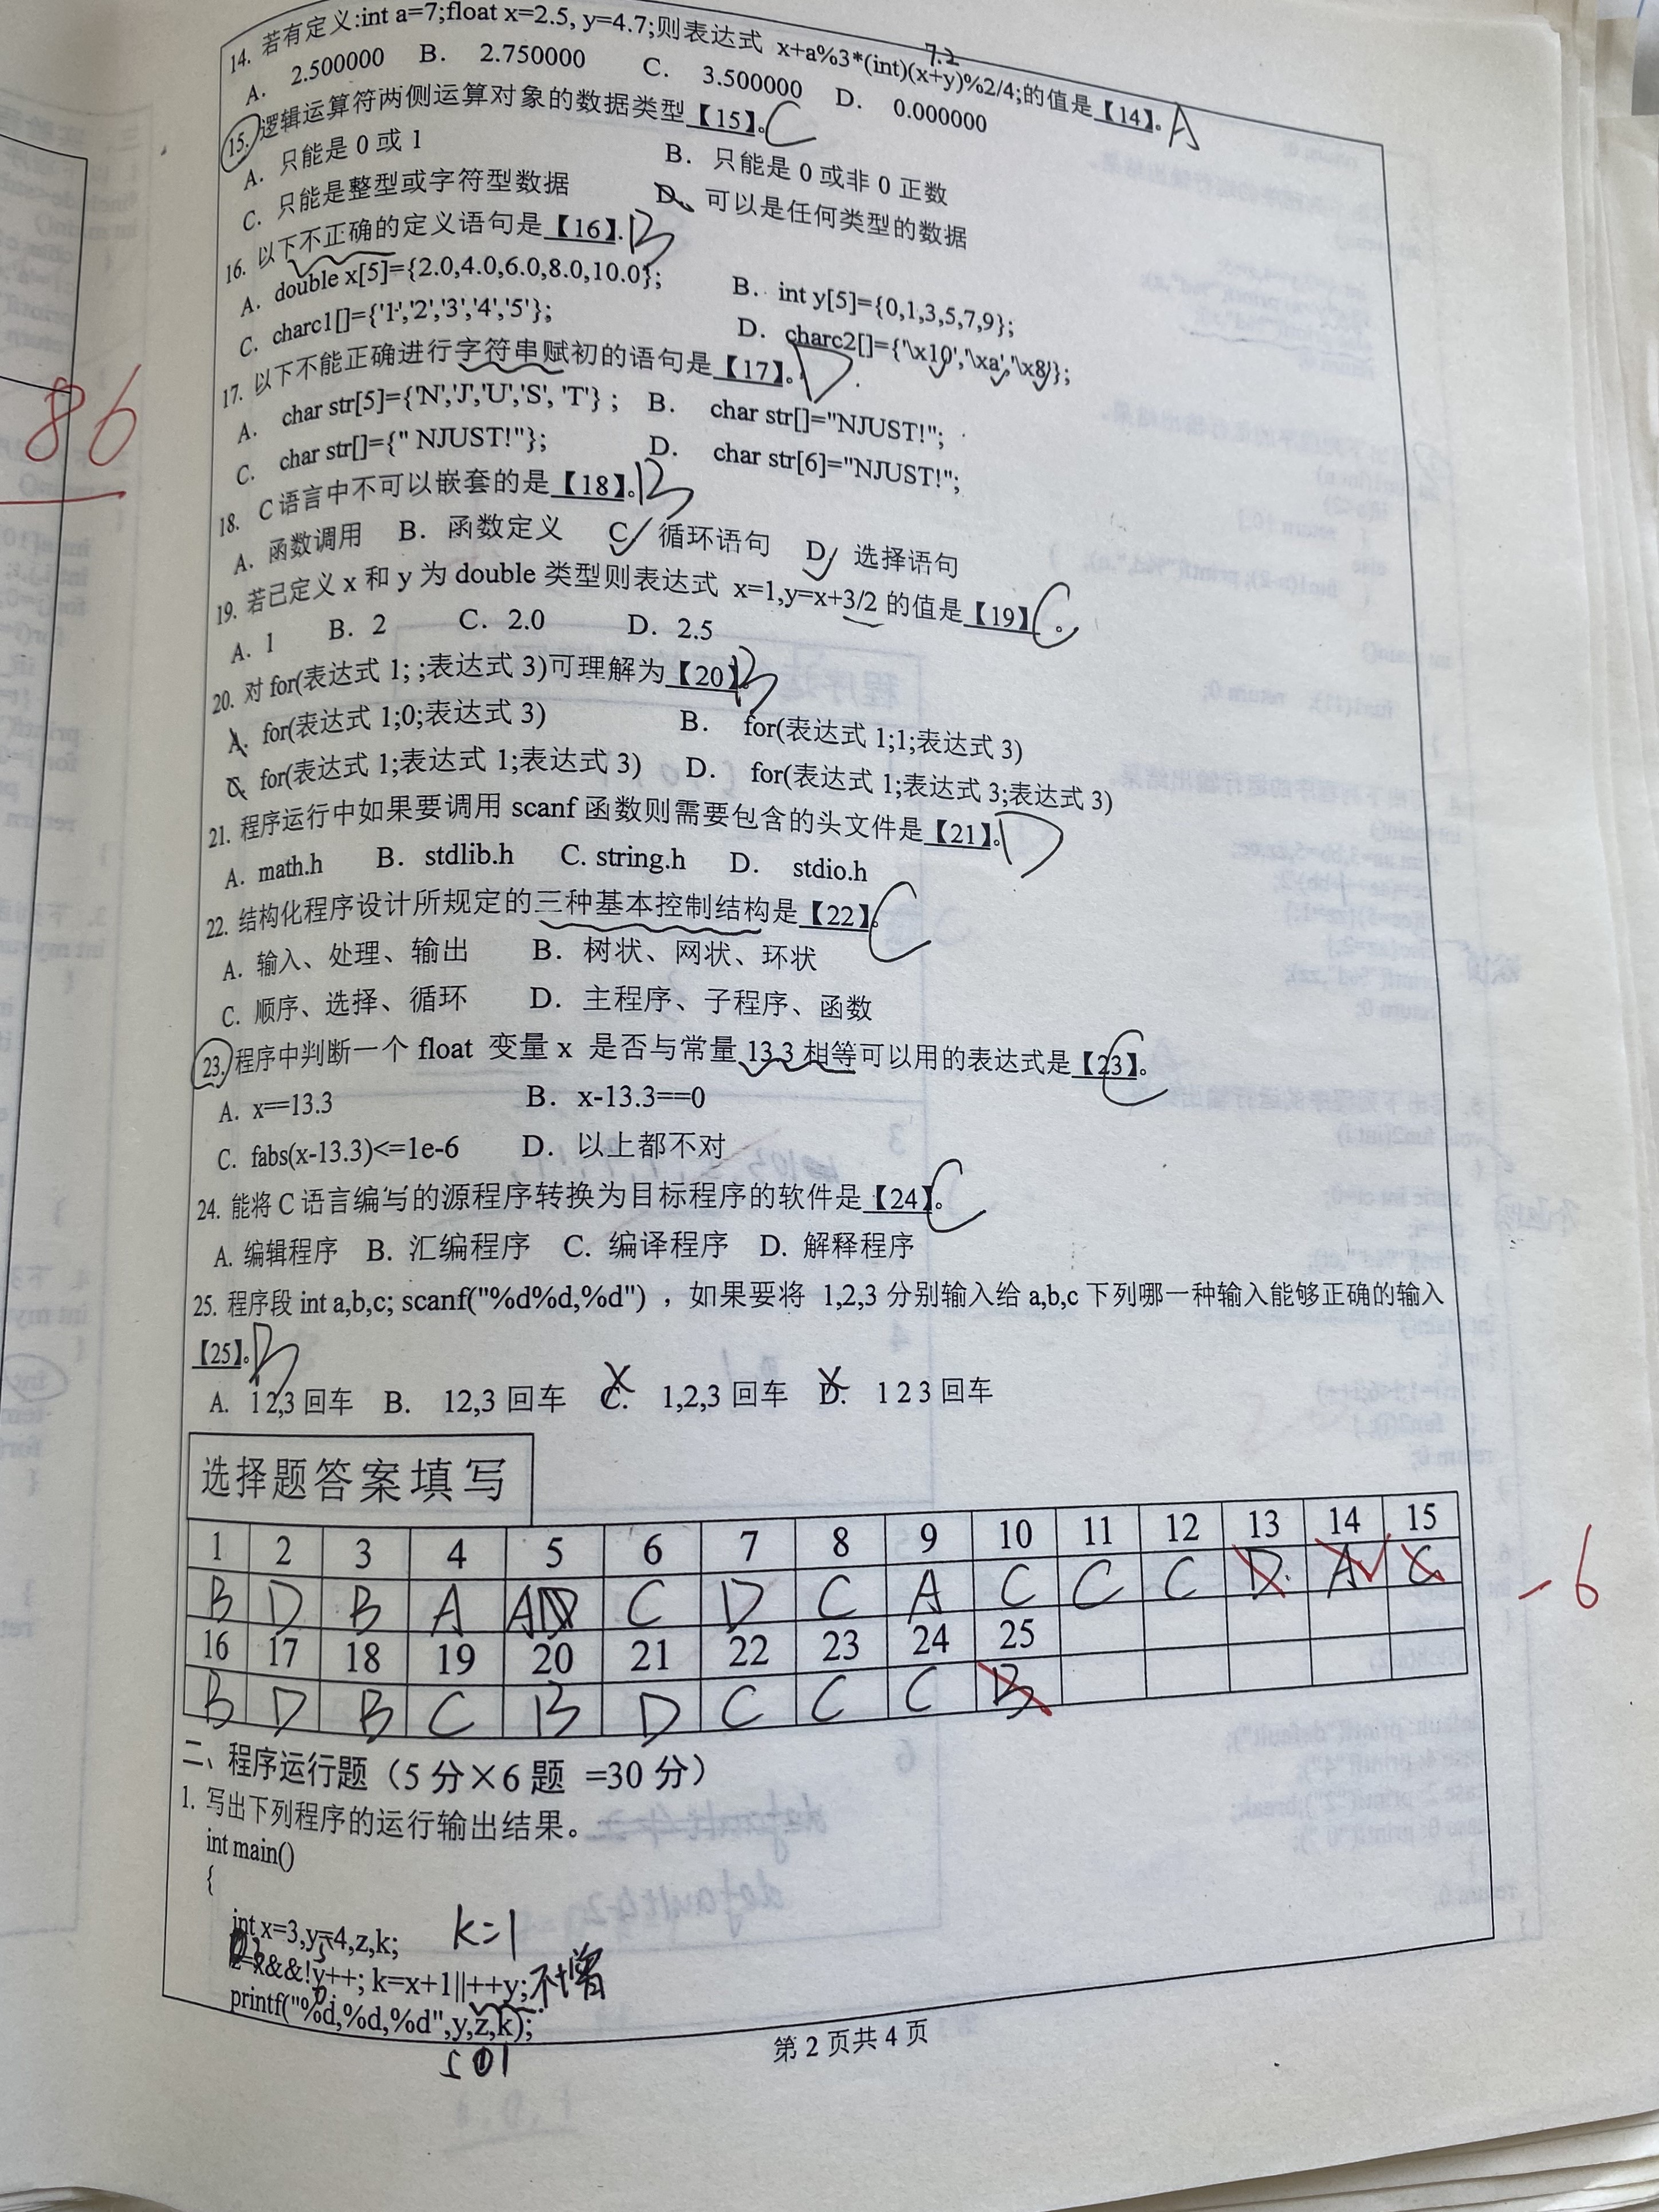 14. 若有定义:int a=7;float x=2.5, y=4.7;则表达式 x+a%3*(int)(x+y)%2/4;的值是【14】。A
7.2
A. 2.500000 B. 2.750000 C. 3.500000 D. 0.000000
15. 逻辑运算符两侧运算对象的数据类型【15】。C
A. 只能是 0 或 1 B. 只能是 0 或非 0 正数
C. 只能是整型或字符型数据 D. 可以是任何类型的数据
16. 以下不正确的定义语句是【16】.B
A. double x[5]={2.0,4.0,6.0,8.0,10.0}; B. int y[5]={0,1,3,5,7,9};
C. charc1[]={'1','2','3','4','5'}; D. charc2[]={'\x10','\xa','\x8'};
17. 以下不能正确进行字符串赋初的语句是【17】。D
A. char str[5]={'N','J','U','S', 'T'} ; B. char str[]="NJUST!";
C. char str[]={" NJUST!"}; D. char str[6]="NJUST!";
18. C 语言中不可以嵌套的是【18】。B
A. 函数调用 B. 函数定义 C 循环语句 D 选择语句
19. 若已定义 x 和 y 为 double 类型则表达式 x=1,y=x+3/2 的值是【19】。C
A. 1 B. 2 C. 2.0 D. 2.5
20. 对 for(表达式 1; ;表达式 3)可理解为【20】。B
A. for(表达式 1;0;表达式 3) B. for(表达式 1;1;表达式 3)
C for(表达式 1;表达式 1;表达式 3) D. for(表达式 1;表达式 3;表达式 3)
21. 程序运行中如果要调用 scanf 函数则需要包含的头文件是【21】。D
A. math.h B. stdlib.h C. string.h D. stdio.h
22. 结构化程序设计所规定的三种基本控制结构是【22】。C
A. 输入、处理、输出 B. 树状、网状、环状
C. 顺序、选择、循环 D. 主程序、子程序、函数
23. 程序中判断一个 float 变量 x 是否与常量 13.3 相等可以用的表达式是【23】。C
A. x==13.3 B. x-13.3==0
C. fabs(x-13.3)<=1e-6 D. 以上都不对
24. 能将 C 语言编写的源程序转换为目标程序的软件是【24】。C
A. 编辑程序 B. 汇编程序 C. 编译程序 D. 解释程序
25. 程序段 int a,b,c; scanf("%d%d,%d") ，如果要将 1,2,3 分别输入给 a,b,c 下列哪一种输入能够正确的输入
【25】。B
A. 1 2,3 回车 B. 12,3 回车 C. 1,2,3 回车 D. 1 2 3 回车
86
选择题答案填写
1 2 3 4 5 6 7 8 9 10 11 12 13 14 15
B D B A A C D C A C C C D A C
-6
16 17 18 19 20 21 22 23 24 25
B D B C B D C C C B
二、程序运行题（5 分×6 题 =30 分）
1. 写出下列程序的运行输出结果。
int main()
{
int x=3,y=4,z,k; k=1
&&!y++; k=x+1||++y; 不增
printf("%d,%d,%d",y,z,k);
5 0 1
第 2 页共 4 页